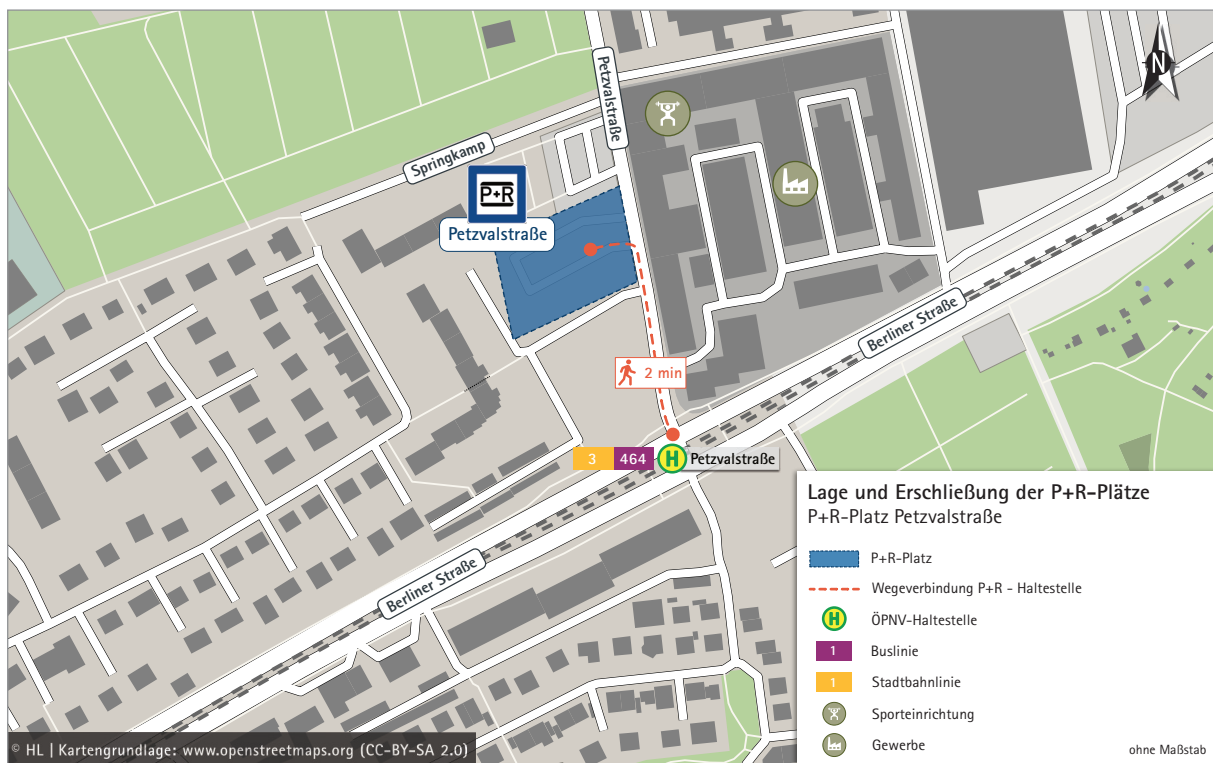 Petzvalstraße
N
Springkamp
P+R
Petzvalstraße
Berliner Straße
2 min
3 464 H Petzvalstraße
Berliner Straße
Lage und Erschließung der P+R-Plätze
P+R-Platz Petzvalstraße
P+R-Platz
Wegeverbindung P+R - Haltestelle
H ÖPNV-Haltestelle
1 Buslinie
1 Stadtbahnlinie
Sporteinrichtung
Gewerbe
ohne Maßstab
© HL | Kartengrundlage: www.openstreetmaps.org (CC-BY-SA 2.0)